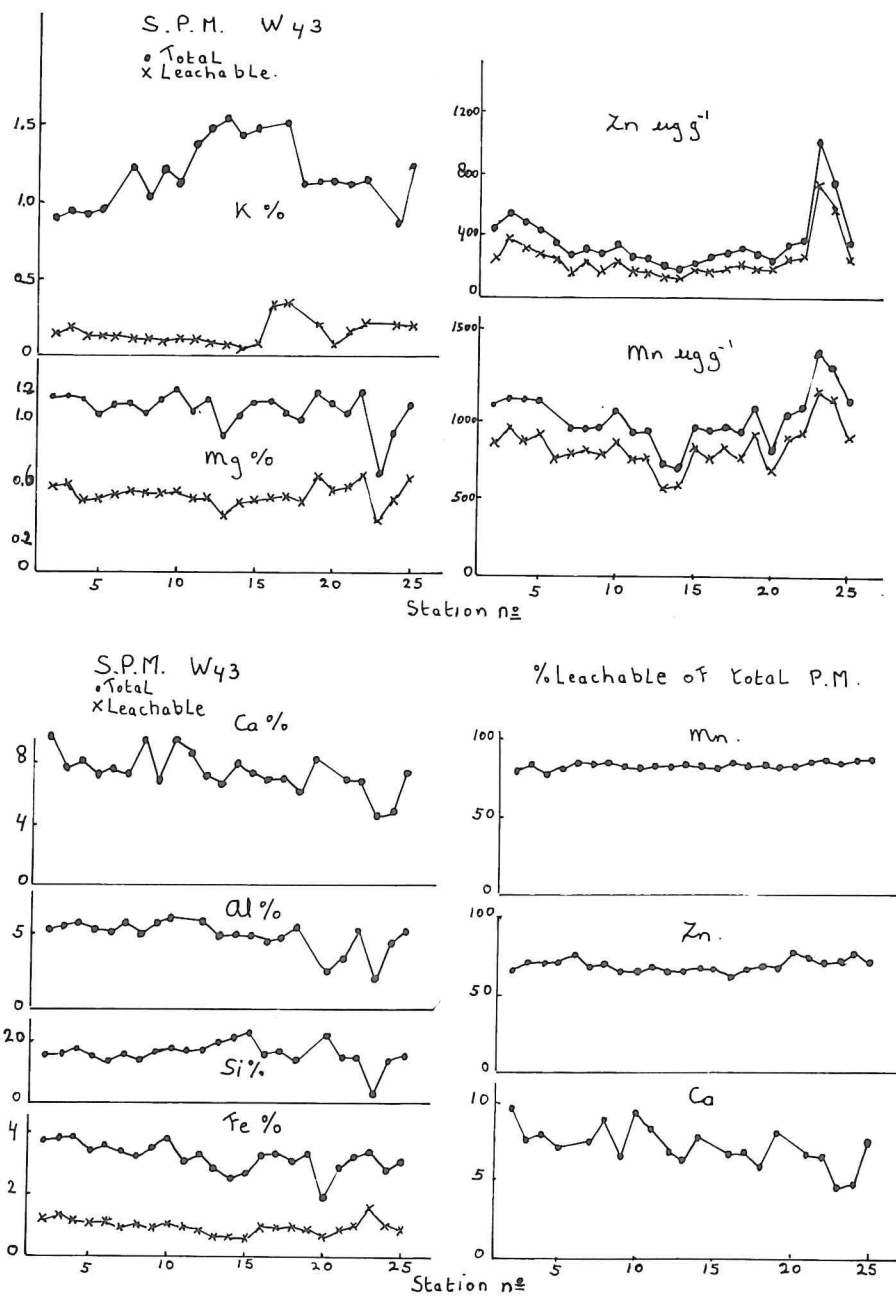 S.P.M. W43
• Total
x Leachable.
1.5
1.0
0.5
0
K %
1.2
1.0
0.6
0.2
0
Mg %
5 10 15 20 25
Zn µg g⁻¹
1200
800
400
0
Mn µg g⁻¹
1500
1000
500
0
5 10 15 20 25
Station nº
S.P.M. W43
• Total
x Leachable
Ca %
8
4
0
Al %
5
0
Si %
20
0
Fe %
4
2
0
5 10 15 20 25
% Leachable of total P.M.
Mn.
100
50
0
Zn.
100
50
0
Ca
10
5
0
5 10 15 20 25
Station nº